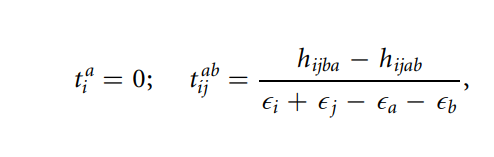 t_i^a = 0; t_{ij}^{ab} = \frac{h_{ijba} - h_{ijab}}{\epsilon_i + \epsilon_j - \epsilon_a - \epsilon_b},